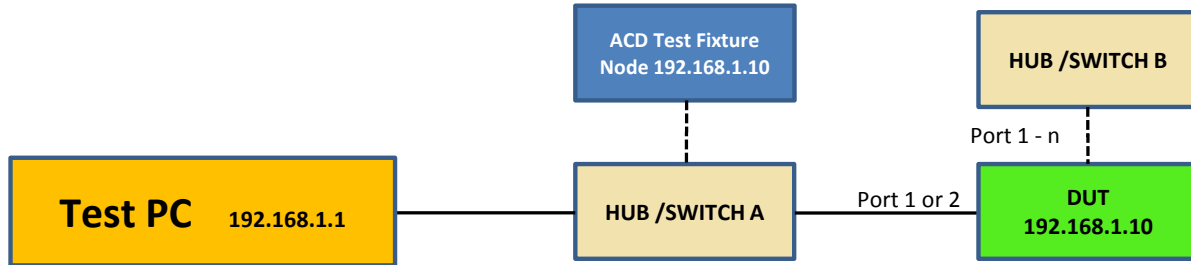 ACD Test Fixture
Node 192.168.1.10
HUB /SWITCH B
Port 1 - n
Test PC 192.168.1.1
HUB /SWITCH A
Port 1 or 2
DUT
192.168.1.10